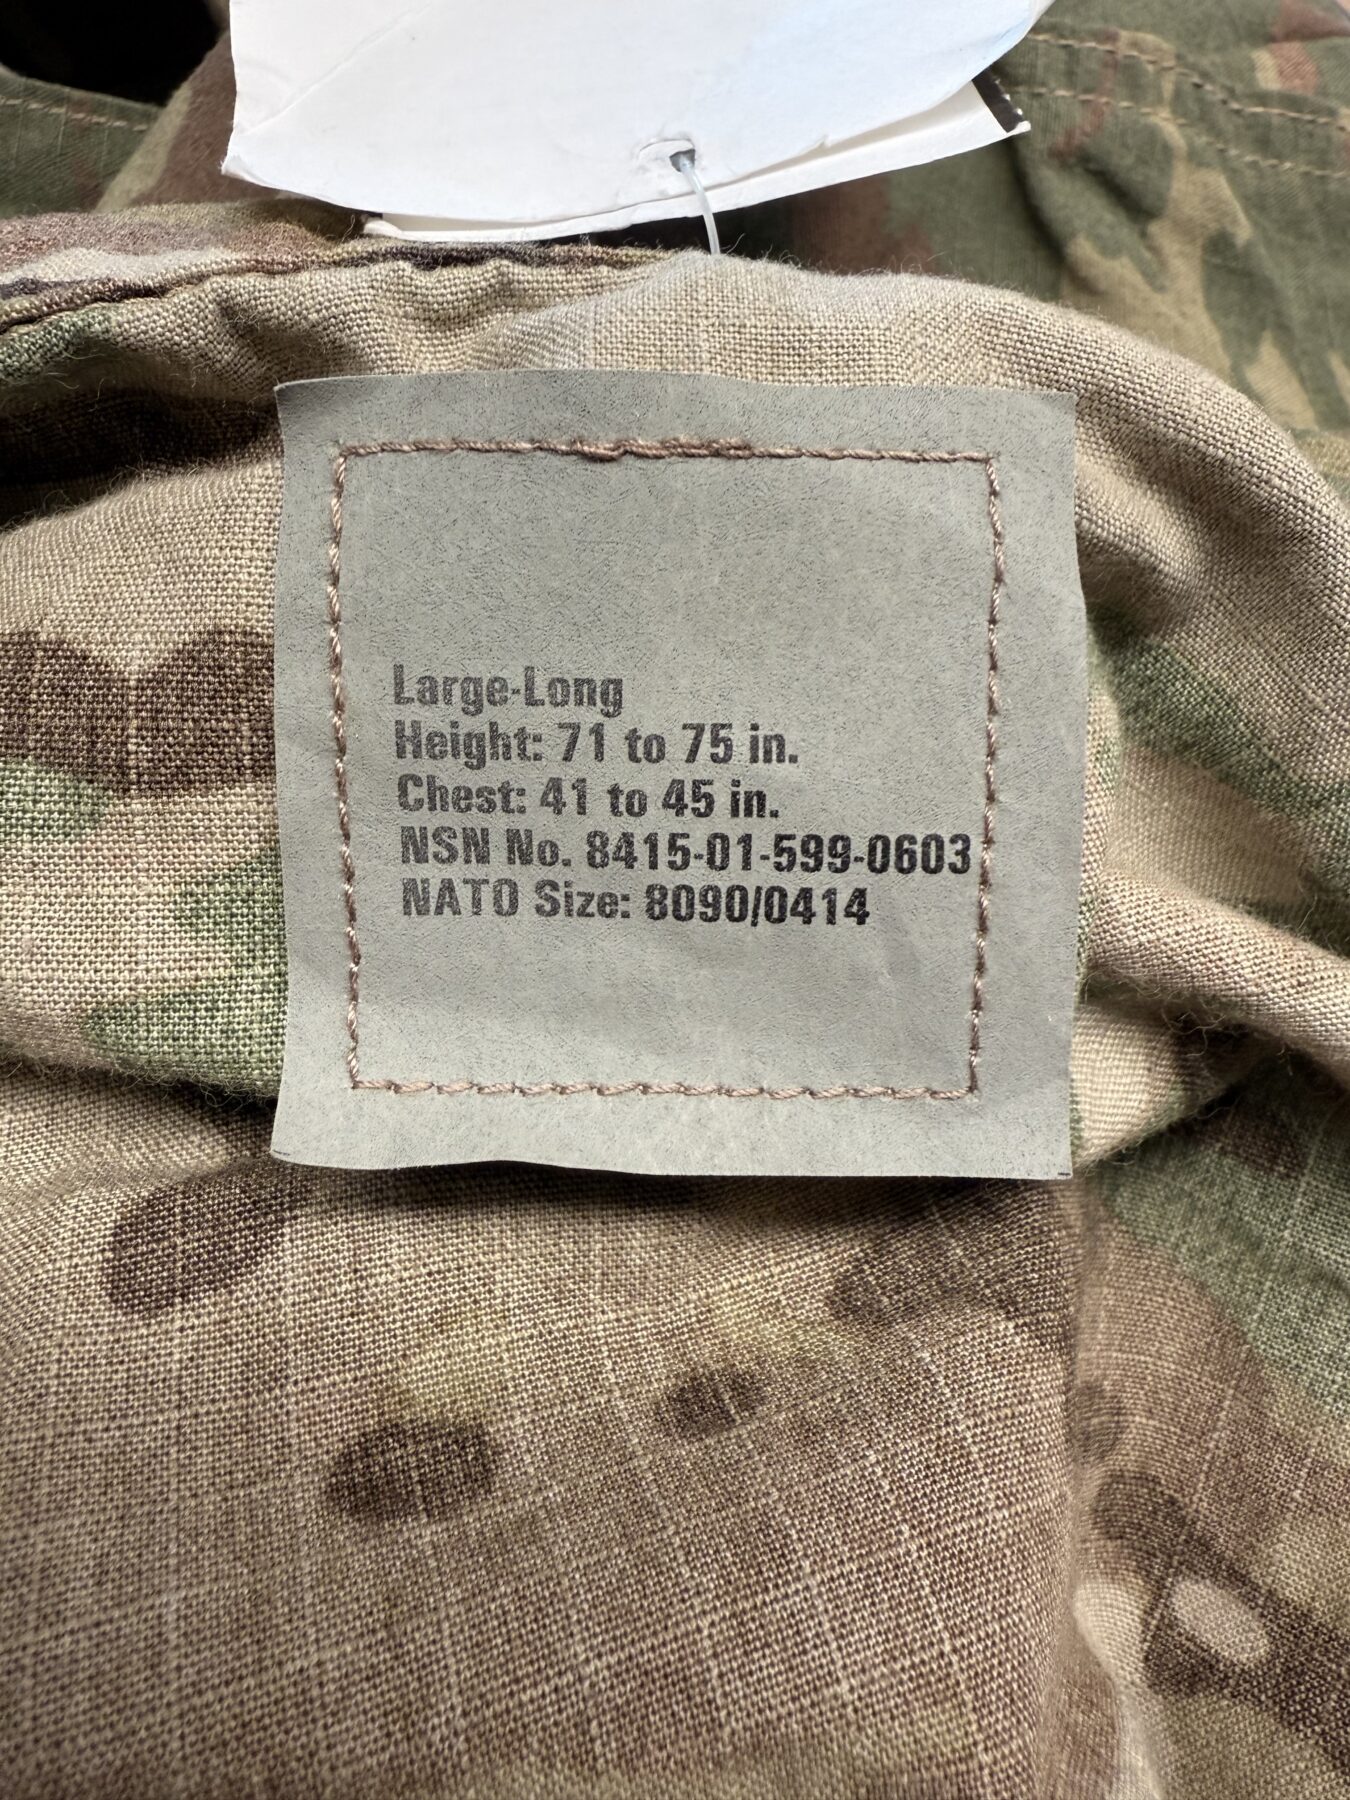 Large-Long
Height: 71 to 75 in.
Chest: 41 to 45 in.
NSN No. 8415-01-599-0603
NATO Size: 8090/0414